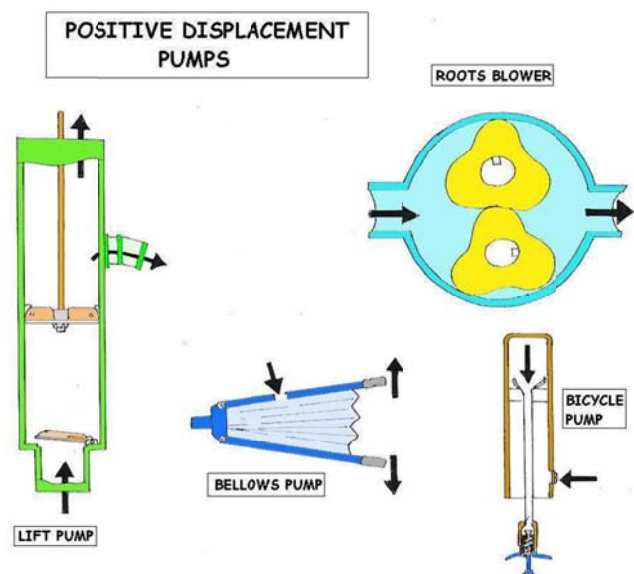 POSITIVE DISPLACEMENT
PUMPS
ROOTS BLOWER
BICYCLE
PUMP
BELLOWS PUMP
LIFT PUMP